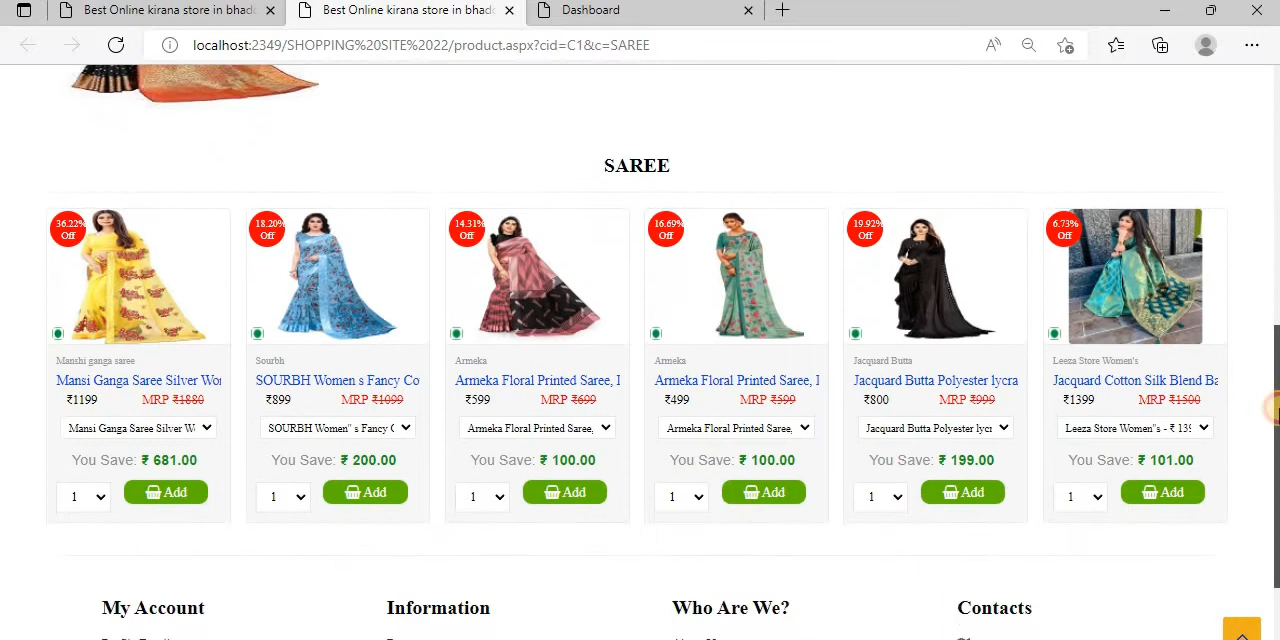 Best Online kirana store in bhado
Best Online kirana store in bhado
Dashboard
localhost:2349/SHOPPING%20SITE%2022/product.aspx?cid=C1&c=SAREE
SAREE
36.22% Off
18.20% Off
14.31% Off
16.69% Off
19.92% Off
6.73% Off
Manshi ganga saree
Sourbh
Armeka
Armeka
Jacquard Butta
Leeza Store Women's
Mansi Ganga Saree Silver Wor
SOURBH Women s Fancy Co
Armeka Floral Printed Saree, I
Armeka Floral Printed Saree, I
Jacquard Butta Polyester lycra
Jacquard Cotton Silk Blend Ba
₹1199 MRP ₹1880
₹899 MRP ₹1099
₹599 MRP ₹699
₹499 MRP ₹599
₹800 MRP ₹999
₹1399 MRP ₹1500
Mansi Ganga Saree Silver W
SOURBH Women" s Fancy C
Armeka Floral Printed Saree,
Armeka Floral Printed Saree,
Jacquard Butta Polyester lycr
Leeza Store Women"s - ₹ 139
You Save: ₹ 681.00
You Save: ₹ 200.00
You Save: ₹ 100.00
You Save: ₹ 100.00
You Save: ₹ 199.00
You Save: ₹ 101.00
1 Add
1 Add
1 Add
1 Add
1 Add
1 Add
My Account
Information
Who Are We?
Contacts